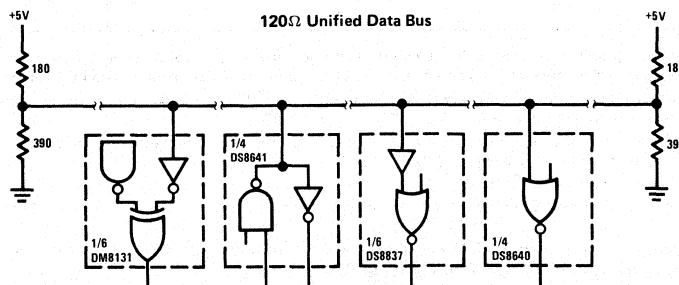 120Ω Unified Data Bus
+5V
+5V
180
18
390
39
1/4
DS8641
1/6
DM8131
1/6
DS8837
1/4
DS8640